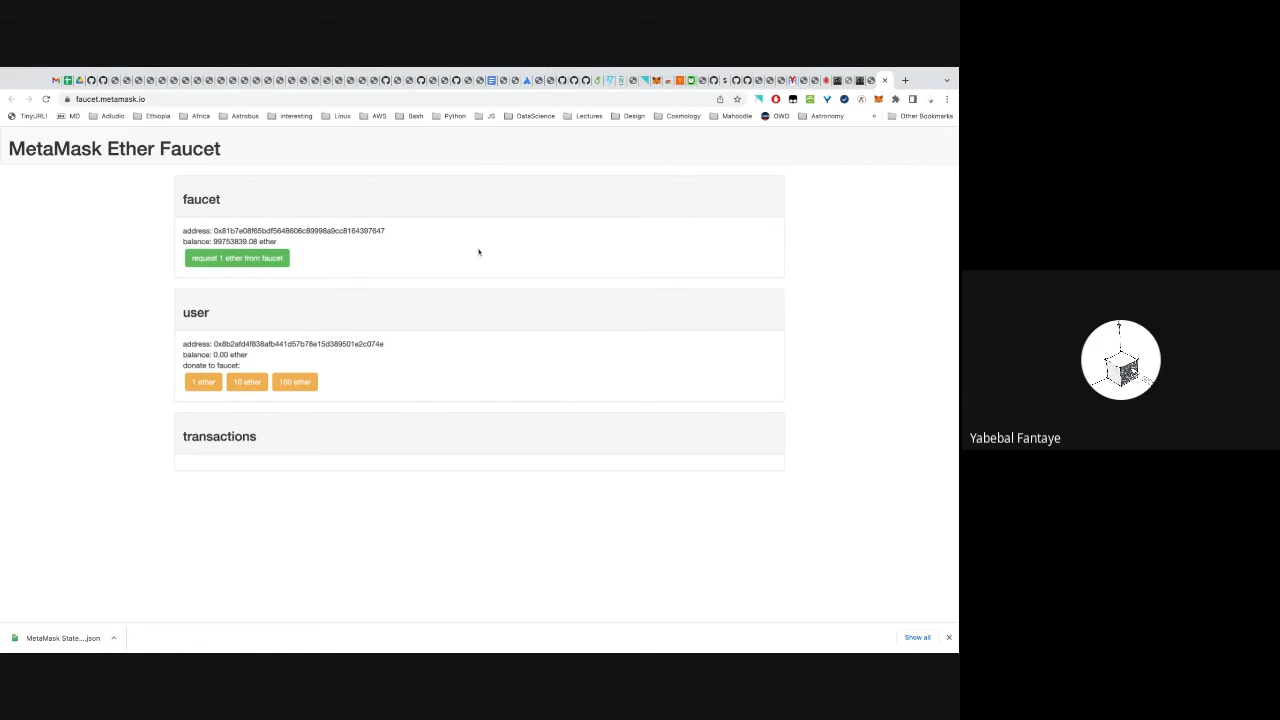 faucet.metamask.io
TinyURL! MD Adludio Ethiopia Africa Astrobus interesting Linux AWS Bash Python JS DataScience Lectures Design Cosmology Mahoodle OWD Astronomy » Other Bookmarks
MetaMask Ether Faucet
faucet
address: 0x81b7e08f65bdf5648606c89998a9cc8164397647
balance: 99753839.08 ether
request 1 ether from faucet
user
address: 0x8b2afd4f838afb441d57b78e15d389501e2c074e
balance: 0.00 ether
donate to faucet:
1 ether 10 ether 100 ether
transactions
Yabebal Fantaye
MetaMask State....json
Show all